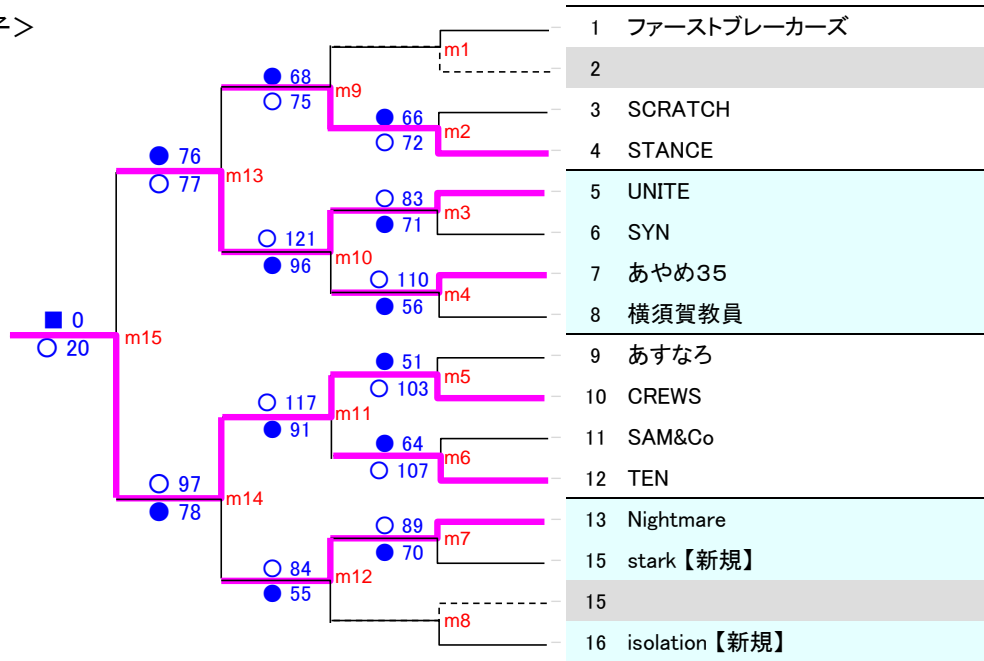 子＞
1 ファーストブレーカーズ
m1
2
● 68
m9
○ 75
3 SCRATCH
● 66
m2
○ 72
4 STANCE
● 76
m13
○ 77
5 UNITE
○ 83
m3
● 71
6 SYN
○ 121
m10
● 96
7 あやめ３５
○ 110
m4
● 56
8 横須賀教員
■ 0
m15
○ 20
9 あすなろ
● 51
m5
○ 103
10 CREWS
○ 117
m11
● 91
11 SAM&Co
● 64
m6
○ 107
12 TEN
○ 97
m14
● 78
13 Nightmare
○ 89
m7
● 70
15 stark【新規】
○ 84
m12
● 55
15
m8
16 isolation【新規】